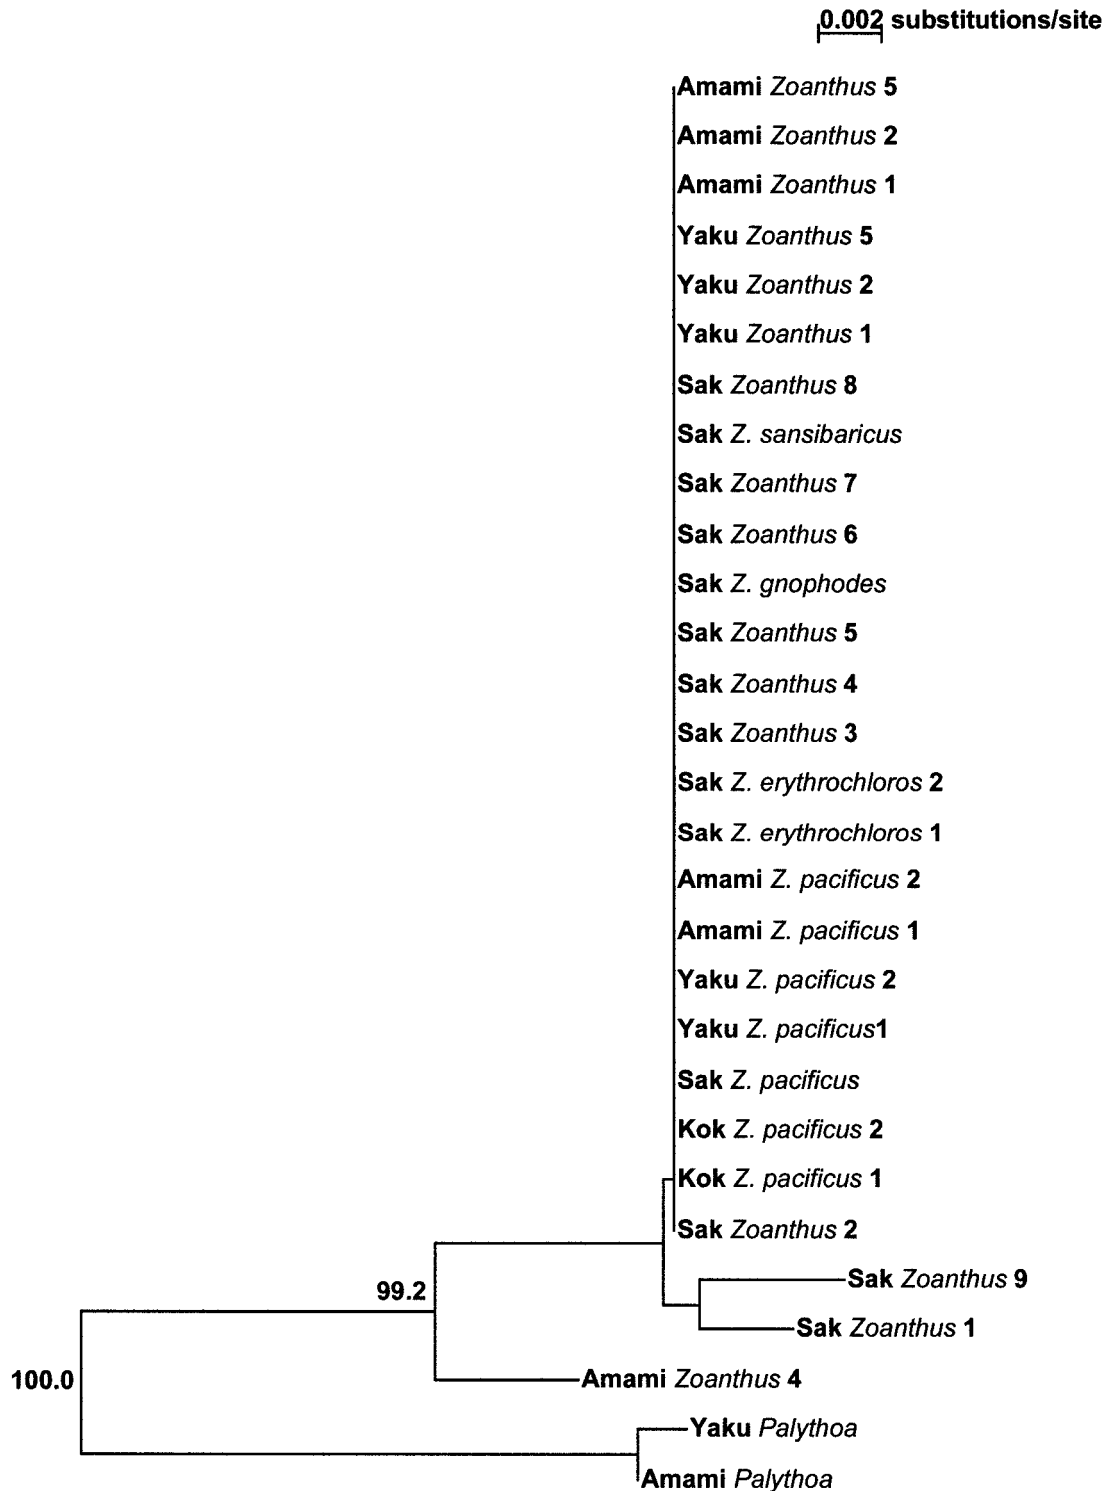 0.002 substitutions/site
Amami Zoanthus 5
Amami Zoanthus 2
Amami Zoanthus 1
Yaku Zoanthus 5
Yaku Zoanthus 2
Yaku Zoanthus 1
Sak Zoanthus 8
Sak Z. sansibaricus
Sak Zoanthus 7
Sak Zoanthus 6
Sak Z. gnophodes
Sak Zoanthus 5
Sak Zoanthus 4
Sak Zoanthus 3
Sak Z. erythrochloros 2
Sak Z. erythrochloros 1
Amami Z. pacificus 2
Amami Z. pacificus 1
Yaku Z. pacificus 2
Yaku Z. pacificus1
Sak Z. pacificus
Kok Z. pacificus 2
Kok Z. pacificus 1
Sak Zoanthus 2
Sak Zoanthus 9
99.2
Sak Zoanthus 1
Amami Zoanthus 4
100.0
Yaku Palythoa
Amami Palythoa